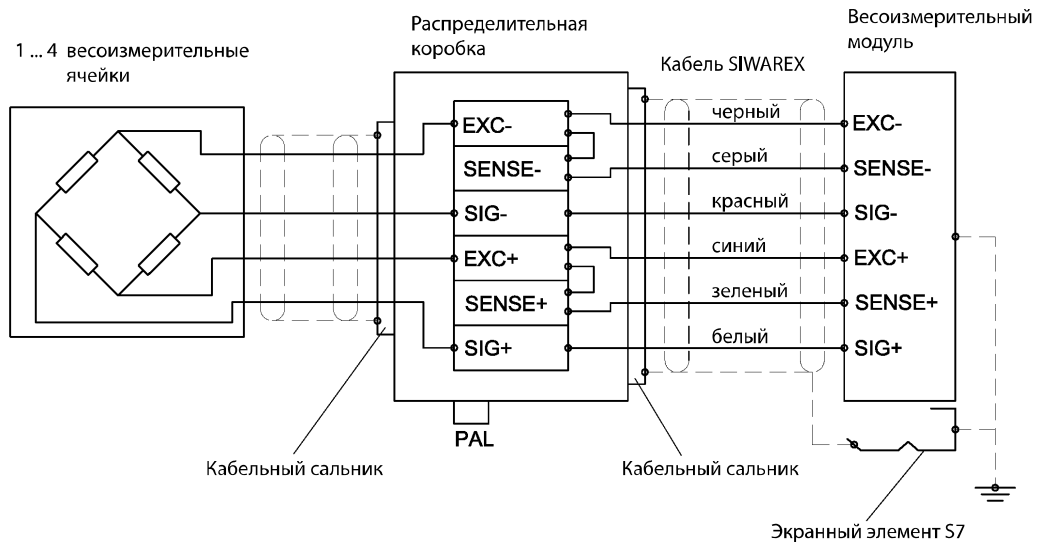 1 ... 4 весоизмерительные
ячейки
Распределительная
коробка
Кабель SIWAREX
Весоизмерительный
модуль
EXC-
SENSE-
SIG-
EXC+
SENSE+
SIG+
PAL
черный
серый
красный
синий
зеленый
белый
EXC-
SENSE-
SIG-
EXC+
SENSE+
SIG+
Кабельный сальник
Кабельный сальник
Экранный элемент S7